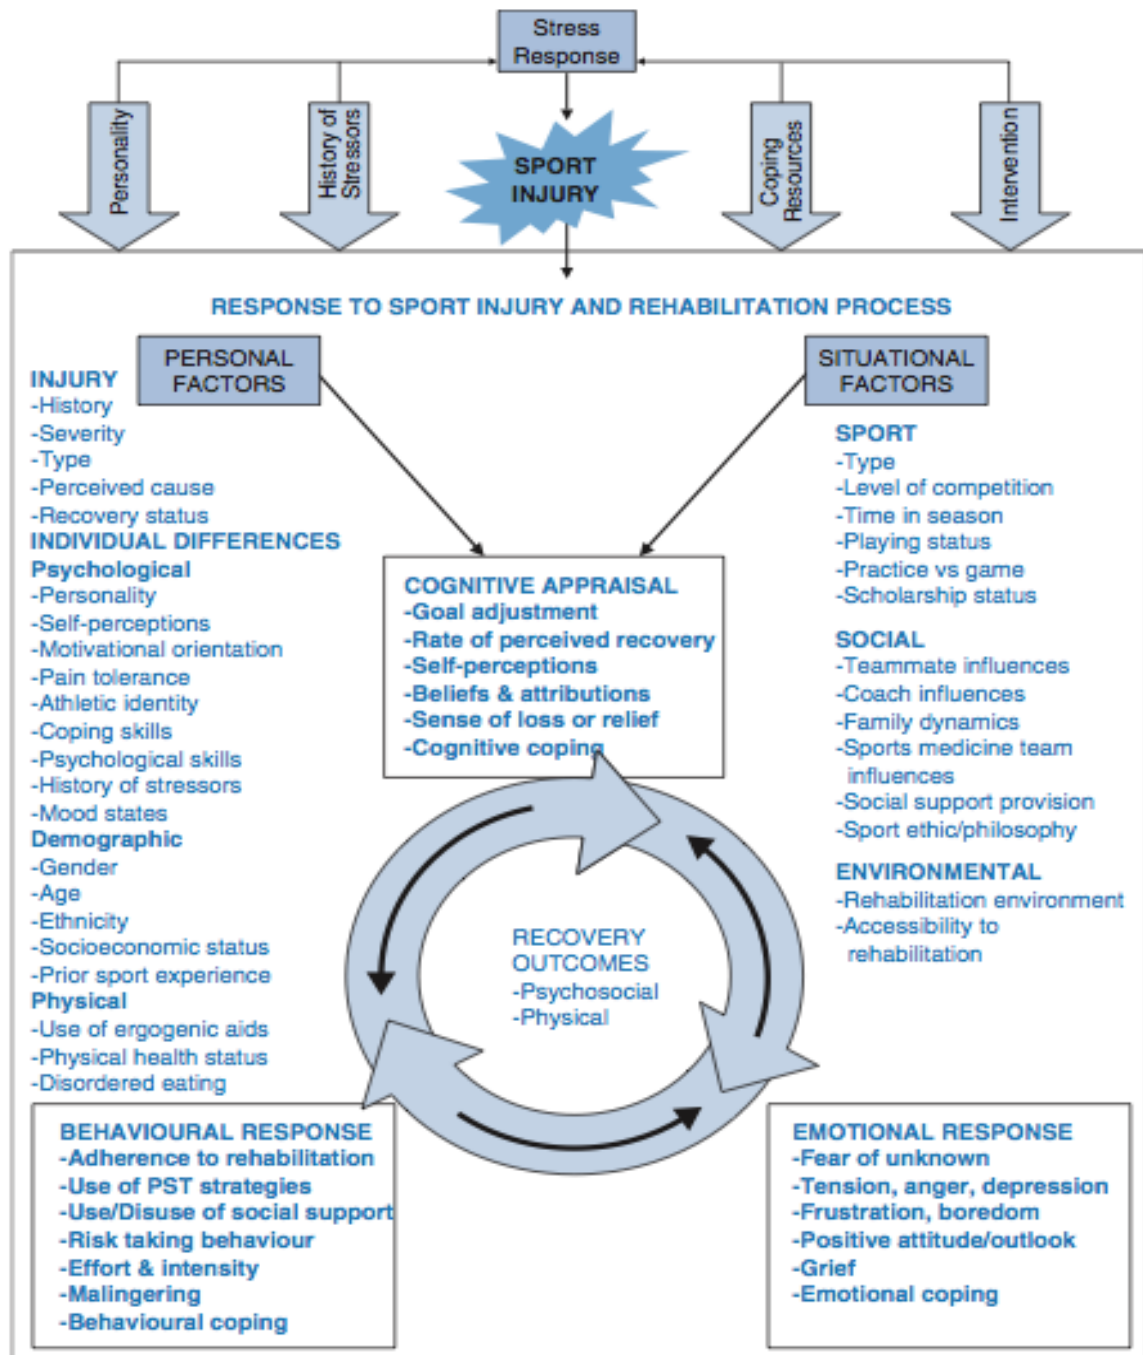 Stress
Response
Personality
History of
Stressors
SPORT
INJURY
Coping
Resources
Intervention
RESPONSE TO SPORT INJURY AND REHABILITATION PROCESS
PERSONAL
FACTORS
INJURY
-History
-Severity
-Type
-Perceived cause
-Recovery status
INDIVIDUAL DIFFERENCES
Psychological
-Personality
-Self-perceptions
-Motivational orientation
-Pain tolerance
-Athletic identity
-Coping skills
-Psychological skills
-History of stressors
-Mood states
Demographic
-Gender
-Age
-Ethnicity
-Socioeconomic status
-Prior sport experience
Physical
-Use of ergogenic aids
-Physical health status
-Disordered eating
SITUATIONAL
FACTORS
SPORT
-Type
-Level of competition
-Time in season
-Playing status
-Practice vs game
-Scholarship status
SOCIAL
-Teammate influences
-Coach influences
-Family dynamics
-Sports medicine team
influences
-Social support provision
-Sport ethic/philosophy
ENVIRONMENTAL
-Rehabilitation environment
-Accessibility to
rehabilitation
COGNITIVE APPRAISAL
-Goal adjustment
-Rate of perceived recovery
-Self-perceptions
-Beliefs & attributions
-Sense of loss or relief
-Cognitive coping
RECOVERY
OUTCOMES
-Psychosocial
-Physical
BEHAVIOURAL RESPONSE
-Adherence to rehabilitation
-Use of PST strategies
-Use/Disuse of social support
-Risk taking behaviour
-Effort & intensity
-Malingering
-Behavioural coping
EMOTIONAL RESPONSE
-Fear of unknown
-Tension, anger, depression
-Frustration, boredom
-Positive attitude/outlook
-Grief
-Emotional coping